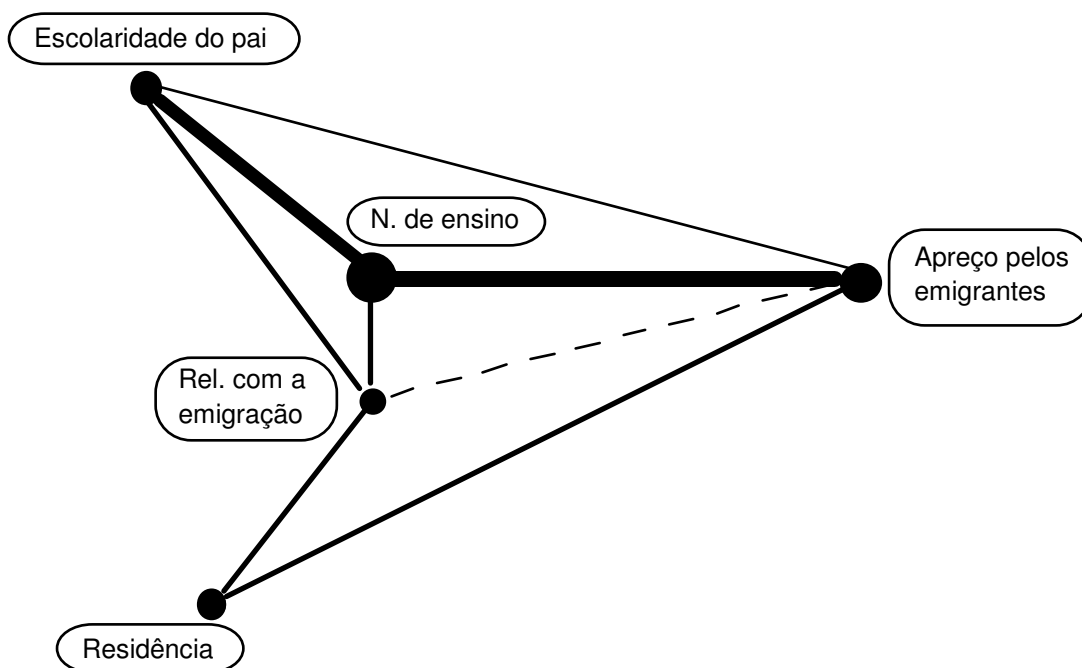 Escolaridade do pai
N. de ensino
Apreço pelos
emigrantes
Rel. com a
emigração
Residência